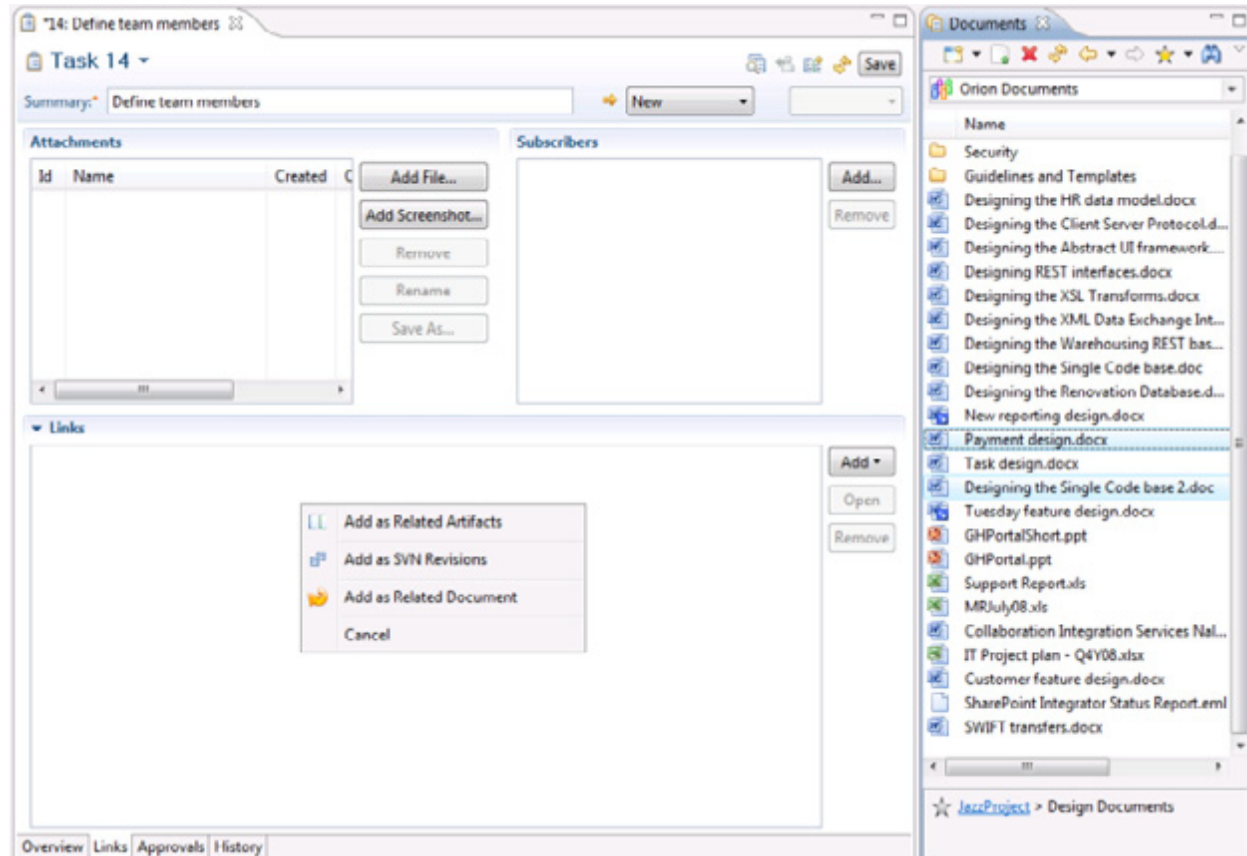 *14: Define team members
Task 14
Save
Summary:* Define team members
New
Attachments
Id Name Created C
Add File...
Add Screenshot...
Remove
Rename
Save As...
Subscribers
Add...
Remove
Links
Add
Open
Remove
Add as Related Artifacts
Add as SVN Revisions
Add as Related Document
Cancel
Overview Links Approvals History
Documents
Orion Documents
Name
Security
Guidelines and Templates
Designing the HR data model.docx
Designing the Client Server Protocol.d...
Designing the Abstract UI framework....
Designing REST interfaces.docx
Designing the XSL Transforms.docx
Designing the XML Data Exchange Int...
Designing the Warehousing REST bas...
Designing the Single Code base.doc
Designing the Renovation Database.d...
New reporting design.docx
Payment design.docx
Task design.docx
Designing the Single Code base 2.doc
Tuesday feature design.docx
GHPortalShort.ppt
GHPortal.ppt
Support Report.xls
MRJuly08.xls
Collaboration Integration Services Nal...
IT Project plan - Q4Y08.xlsx
Customer feature design.docx
SharePoint Integrator Status Report.eml
SWIFT transfers.docx
JazzProject > Design Documents